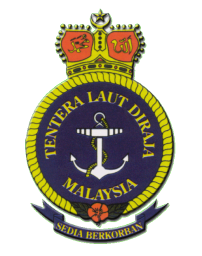 TENTERA LAUT DIRAJA
MALAYSIA
SEDIA BERKORBAN